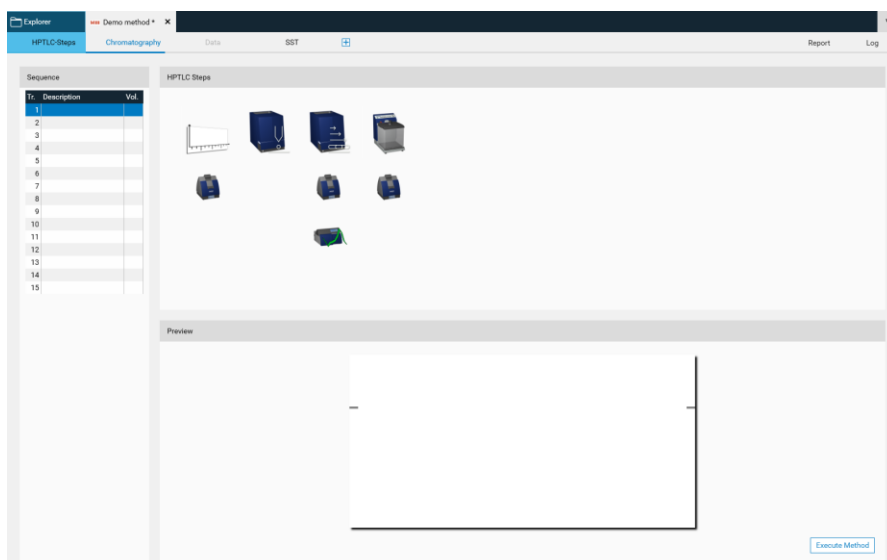 Explorer
Demo method *
HPTLC-Steps Chromatography Data SST Report Log
Sequence
Tr. Description Vol.
1
2
3
4
5
6
7
8
9
10
11
12
13
14
15
HPTLC Steps
Preview
Execute Method